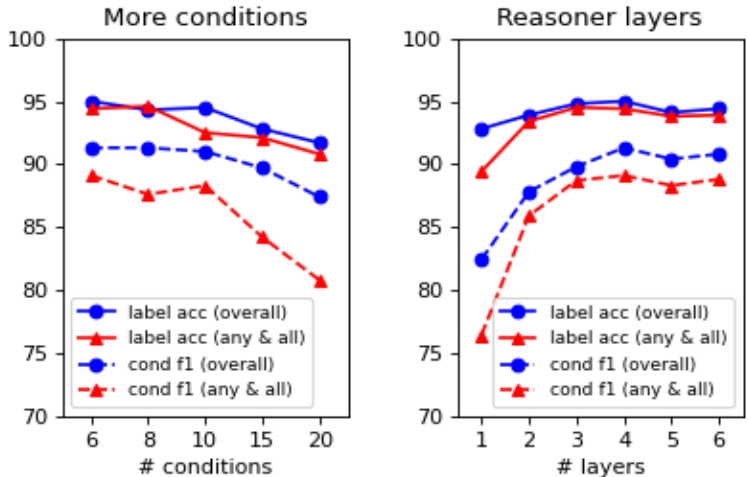 More conditions
100
95
90
85
80
75
70
label acc (overall)
label acc (any & all)
cond f1 (overall)
cond f1 (any & all)
6 8 10 15 20
# conditions
Reasoner layers
100
95
90
85
80
75
70
label acc (overall)
label acc (any & all)
cond f1 (overall)
cond f1 (any & all)
1 2 3 4 5 6
# layers